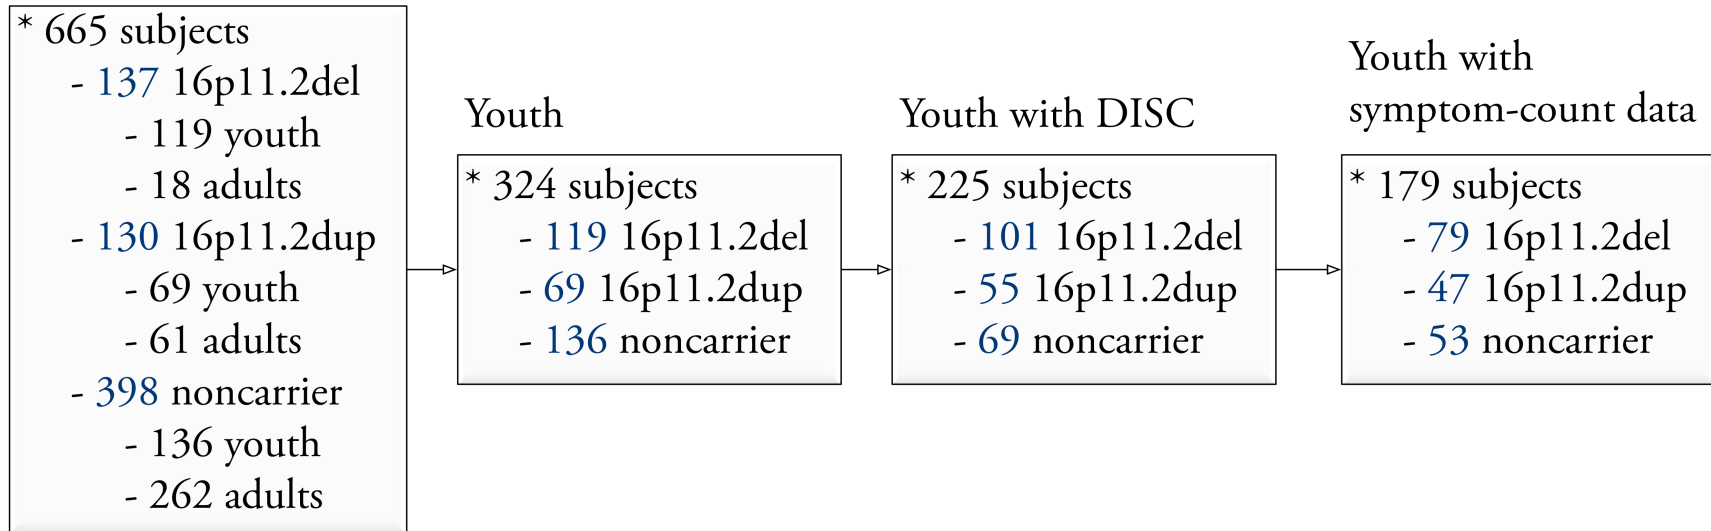 * 665 subjects
- 137 16p11.2del
- 119 youth
- 18 adults
- 130 16p11.2dup
- 69 youth
- 61 adults
- 398 noncarrier
- 136 youth
- 262 adults
Youth
* 324 subjects
- 119 16p11.2del
- 69 16p11.2dup
- 136 noncarrier
Youth with DISC
* 225 subjects
- 101 16p11.2del
- 55 16p11.2dup
- 69 noncarrier
Youth with
symptom-count data
* 179 subjects
- 79 16p11.2del
- 47 16p11.2dup
- 53 noncarrier